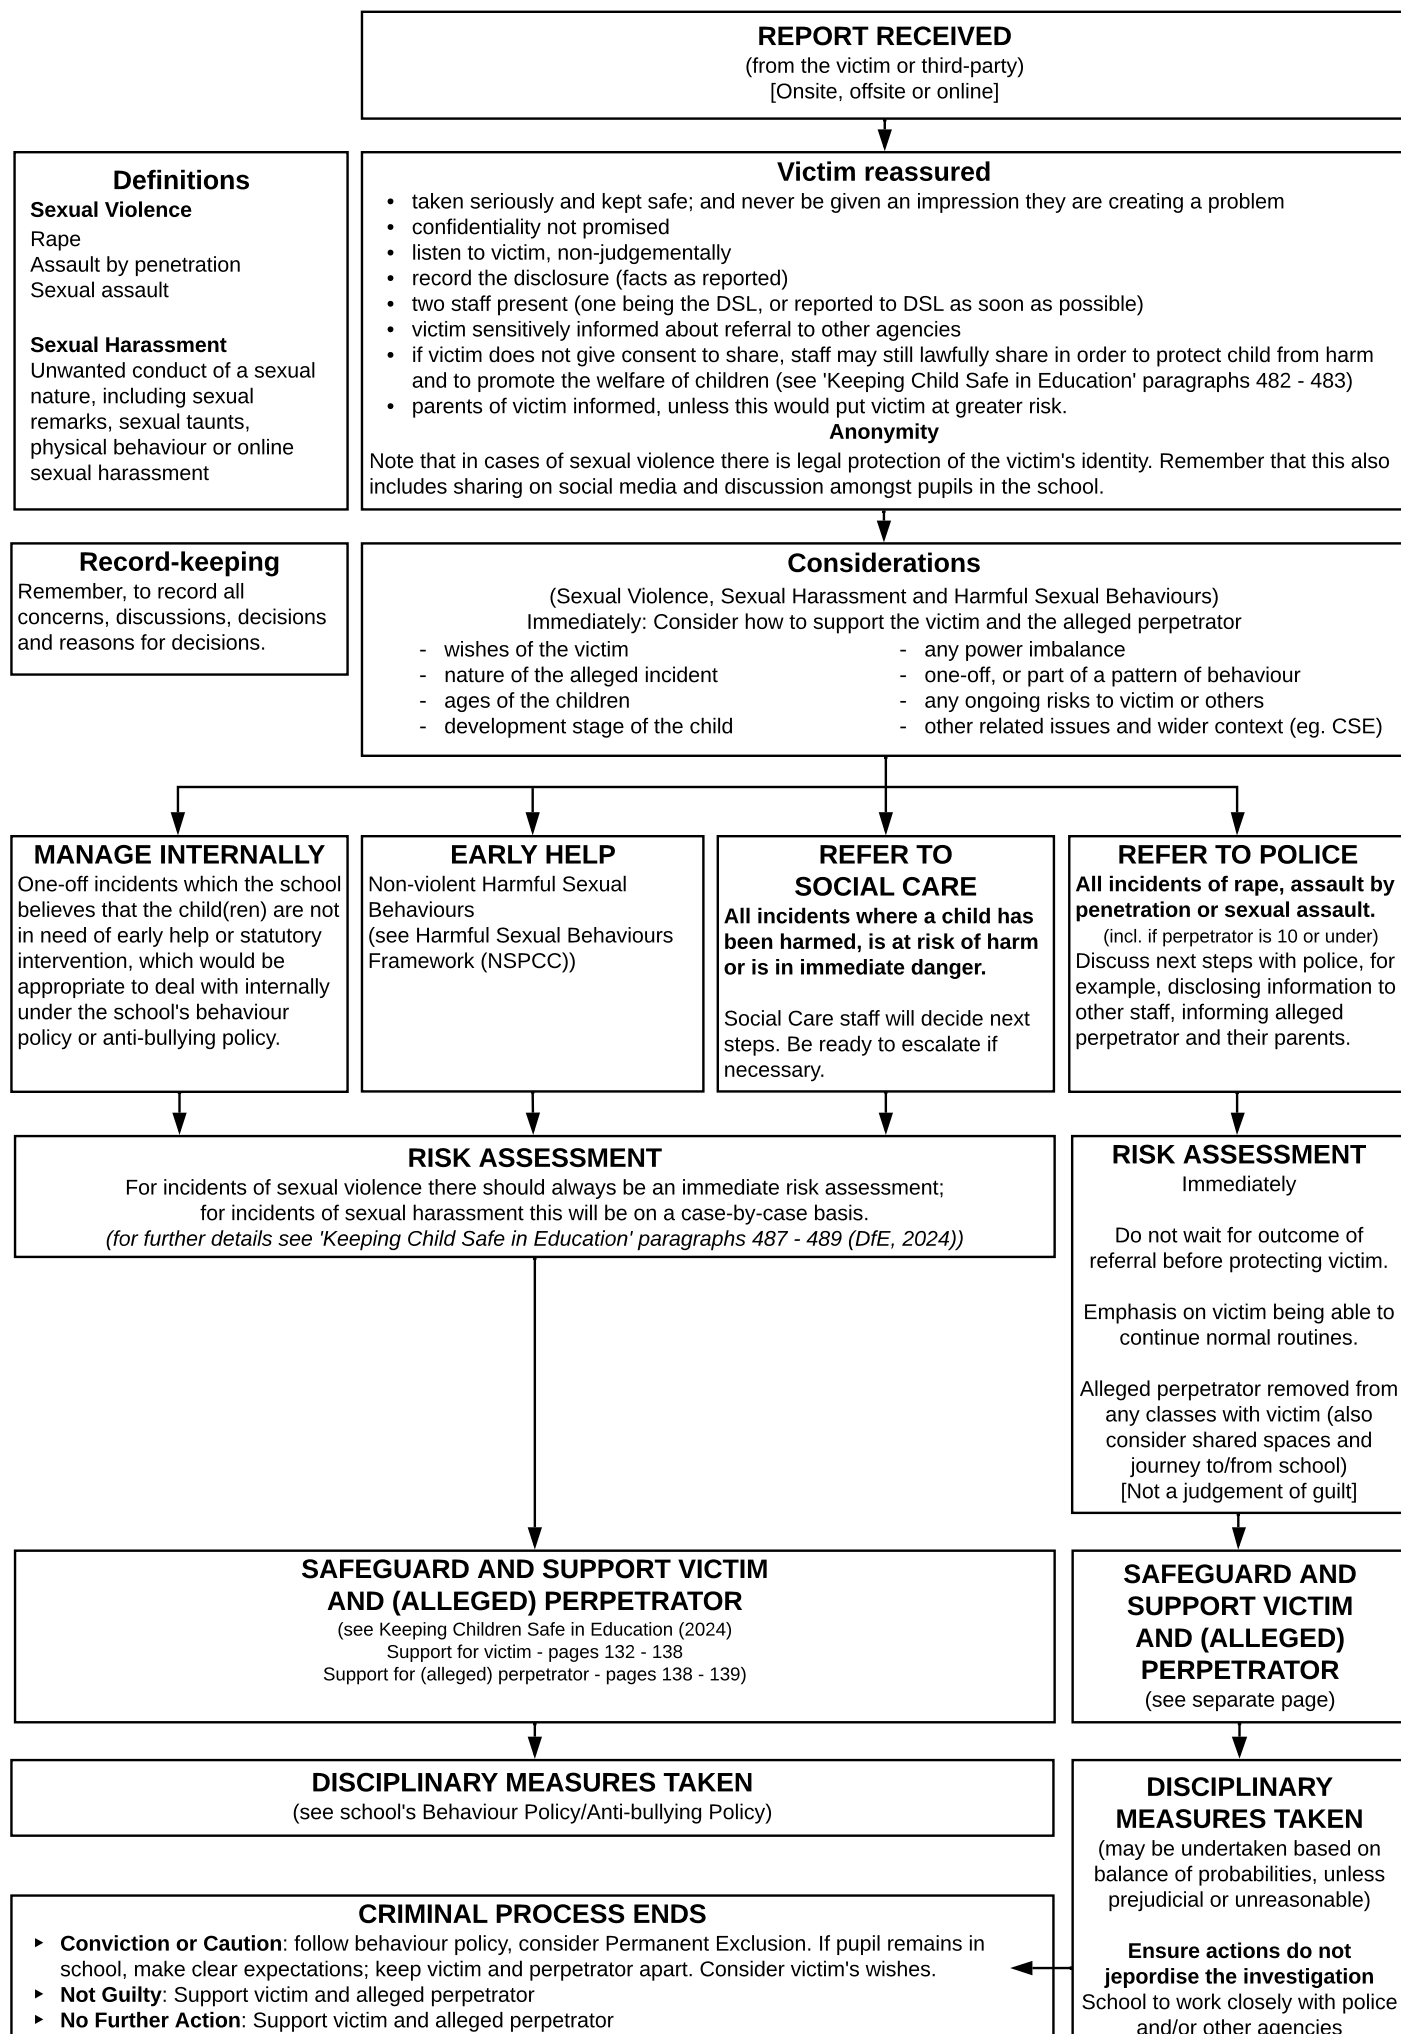 REPORT RECEIVED
(from the victim or third-party)
[Onsite, offsite or online]
Definitions
Sexual Violence
Rape
Assault by penetration
Sexual assault
Sexual Harassment
Unwanted conduct of a sexual
nature, including sexual
remarks, sexual taunts,
physical behaviour or online
sexual harassment
Victim reassured
• taken seriously and kept safe; and never be given an impression they are creating a problem
• confidentiality not promised
• listen to victim, non-judgementally
• record the disclosure (facts as reported)
• two staff present (one being the DSL, or reported to DSL as soon as possible)
• victim sensitively informed about referral to other agencies
• if victim does not give consent to share, staff may still lawfully share in order to protect child from harm
and to promote the welfare of children (see 'Keeping Child Safe in Education' paragraphs 482 - 483)
• parents of victim informed, unless this would put victim at greater risk.
Anonymity
Note that in cases of sexual violence there is legal protection of the victim's identity. Remember that this also
includes sharing on social media and discussion amongst pupils in the school.
Record-keeping
Remember, to record all
concerns, discussions, decisions
and reasons for decisions.
Considerations
(Sexual Violence, Sexual Harassment and Harmful Sexual Behaviours)
Immediately: Consider how to support the victim and the alleged perpetrator
- wishes of the victim
- nature of the alleged incident
- ages of the children
- development stage of the child
- any power imbalance
- one-off, or part of a pattern of behaviour
- any ongoing risks to victim or others
- other related issues and wider context (eg. CSE)
MANAGE INTERNALLY
One-off incidents which the school
believes that the child(ren) are not
in need of early help or statutory
intervention, which would be
appropriate to deal with internally
under the school's behaviour
policy or anti-bullying policy.
EARLY HELP
Non-violent Harmful Sexual
Behaviours
(see Harmful Sexual Behaviours
Framework (NSPCC))
REFER TO
SOCIAL CARE
All incidents where a child has
been harmed, is at risk of harm
or is in immediate danger.
Social Care staff will decide next
steps. Be ready to escalate if
necessary.
REFER TO POLICE
All incidents of rape, assault by
penetration or sexual assault.
(incl. if perpetrator is 10 or under)
Discuss next steps with police, for
example, disclosing information to
other staff, informing alleged
perpetrator and their parents.
RISK ASSESSMENT
For incidents of sexual violence there should always be an immediate risk assessment;
for incidents of sexual harassment this will be on a case-by-case basis.
(for further details see 'Keeping Child Safe in Education' paragraphs 487 - 489 (DfE, 2024))
RISK ASSESSMENT
Immediately
Do not wait for outcome of
referral before protecting victim.
Emphasis on victim being able to
continue normal routines.
Alleged perpetrator removed from
any classes with victim (also
consider shared spaces and
journey to/from school)
[Not a judgement of guilt]
SAFEGUARD AND SUPPORT VICTIM
AND (ALLEGED) PERPETRATOR
(see Keeping Children Safe in Education (2024)
Support for victim - pages 132 - 138
Support for (alleged) perpetrator - pages 138 - 139)
SAFEGUARD AND
SUPPORT VICTIM
AND (ALLEGED)
PERPETRATOR
(see separate page)
DISCIPLINARY MEASURES TAKEN
(see school's Behaviour Policy/Anti-bullying Policy)
DISCIPLINARY
MEASURES TAKEN
(may be undertaken based on
balance of probabilities, unless
prejudicial or unreasonable)
Ensure actions do not
jepordise the investigation
School to work closely with police
and/or other agencies
CRIMINAL PROCESS ENDS
‣ Conviction or Caution: follow behaviour policy, consider Permanent Exclusion. If pupil remains in
school, make clear expectations; keep victim and perpetrator apart. Consider victim's wishes.
‣ Not Guilty: Support victim and alleged perpetrator
‣ No Further Action: Support victim and alleged perpetrator